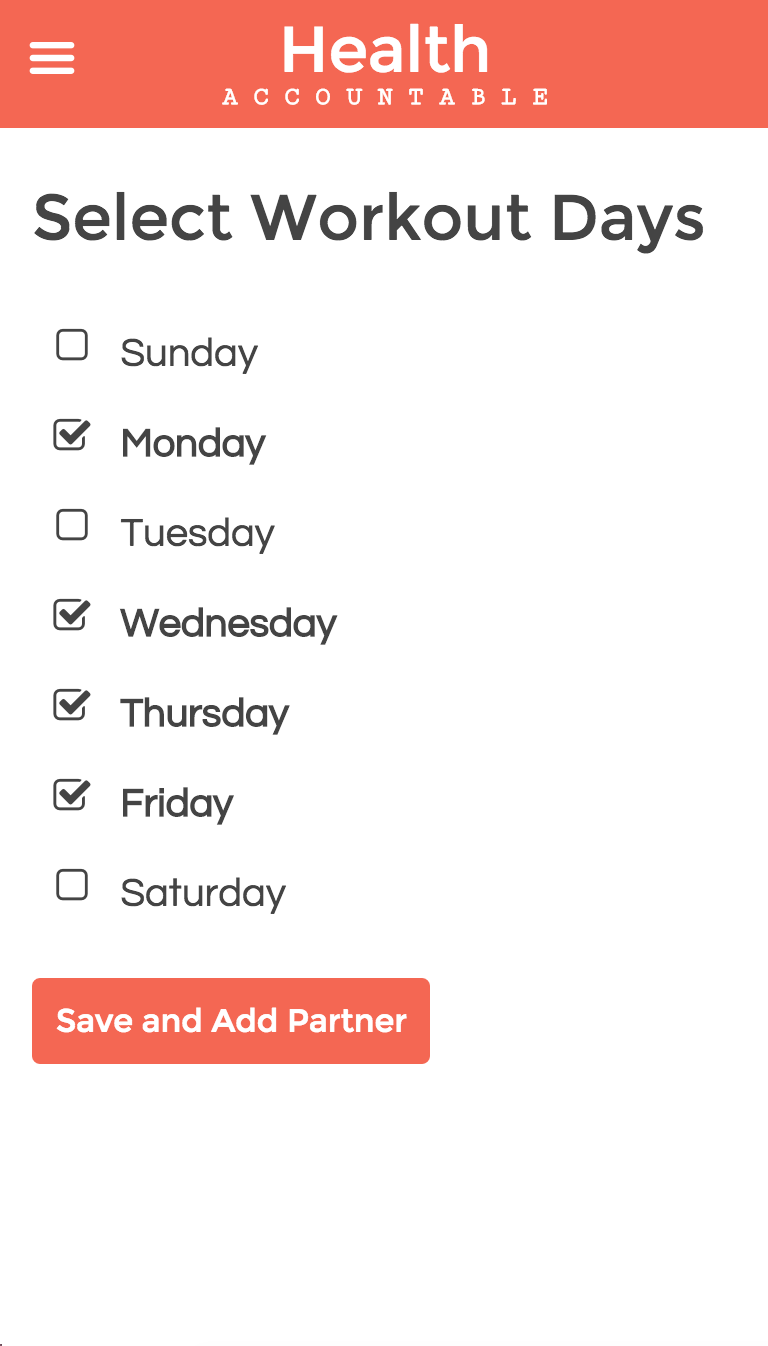 Health
ACCOUNTABLE
Select Workout Days
Sunday
Monday
Tuesday
Wednesday
Thursday
Friday
Saturday
Save and Add Partner